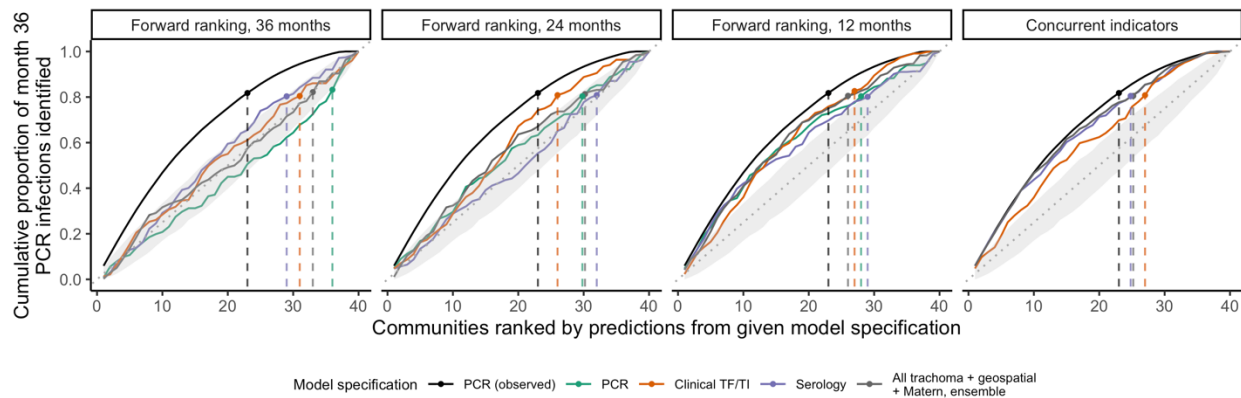 Forward ranking, 36 months
Forward ranking, 24 months
Forward ranking, 12 months
Concurrent indicators
Cumulative proportion of month 36
PCR infections identified
1.0
0.8
0.6
0.4
0.2
0.0
0 10 20 30 40
0 10 20 30 40
0 10 20 30 40
0 10 20 30 40
Communities ranked by predictions from given model specification
Model specification
PCR (observed)
PCR
Clinical TF/TI
Serology
All trachoma + geospatial
+ Matern, ensemble